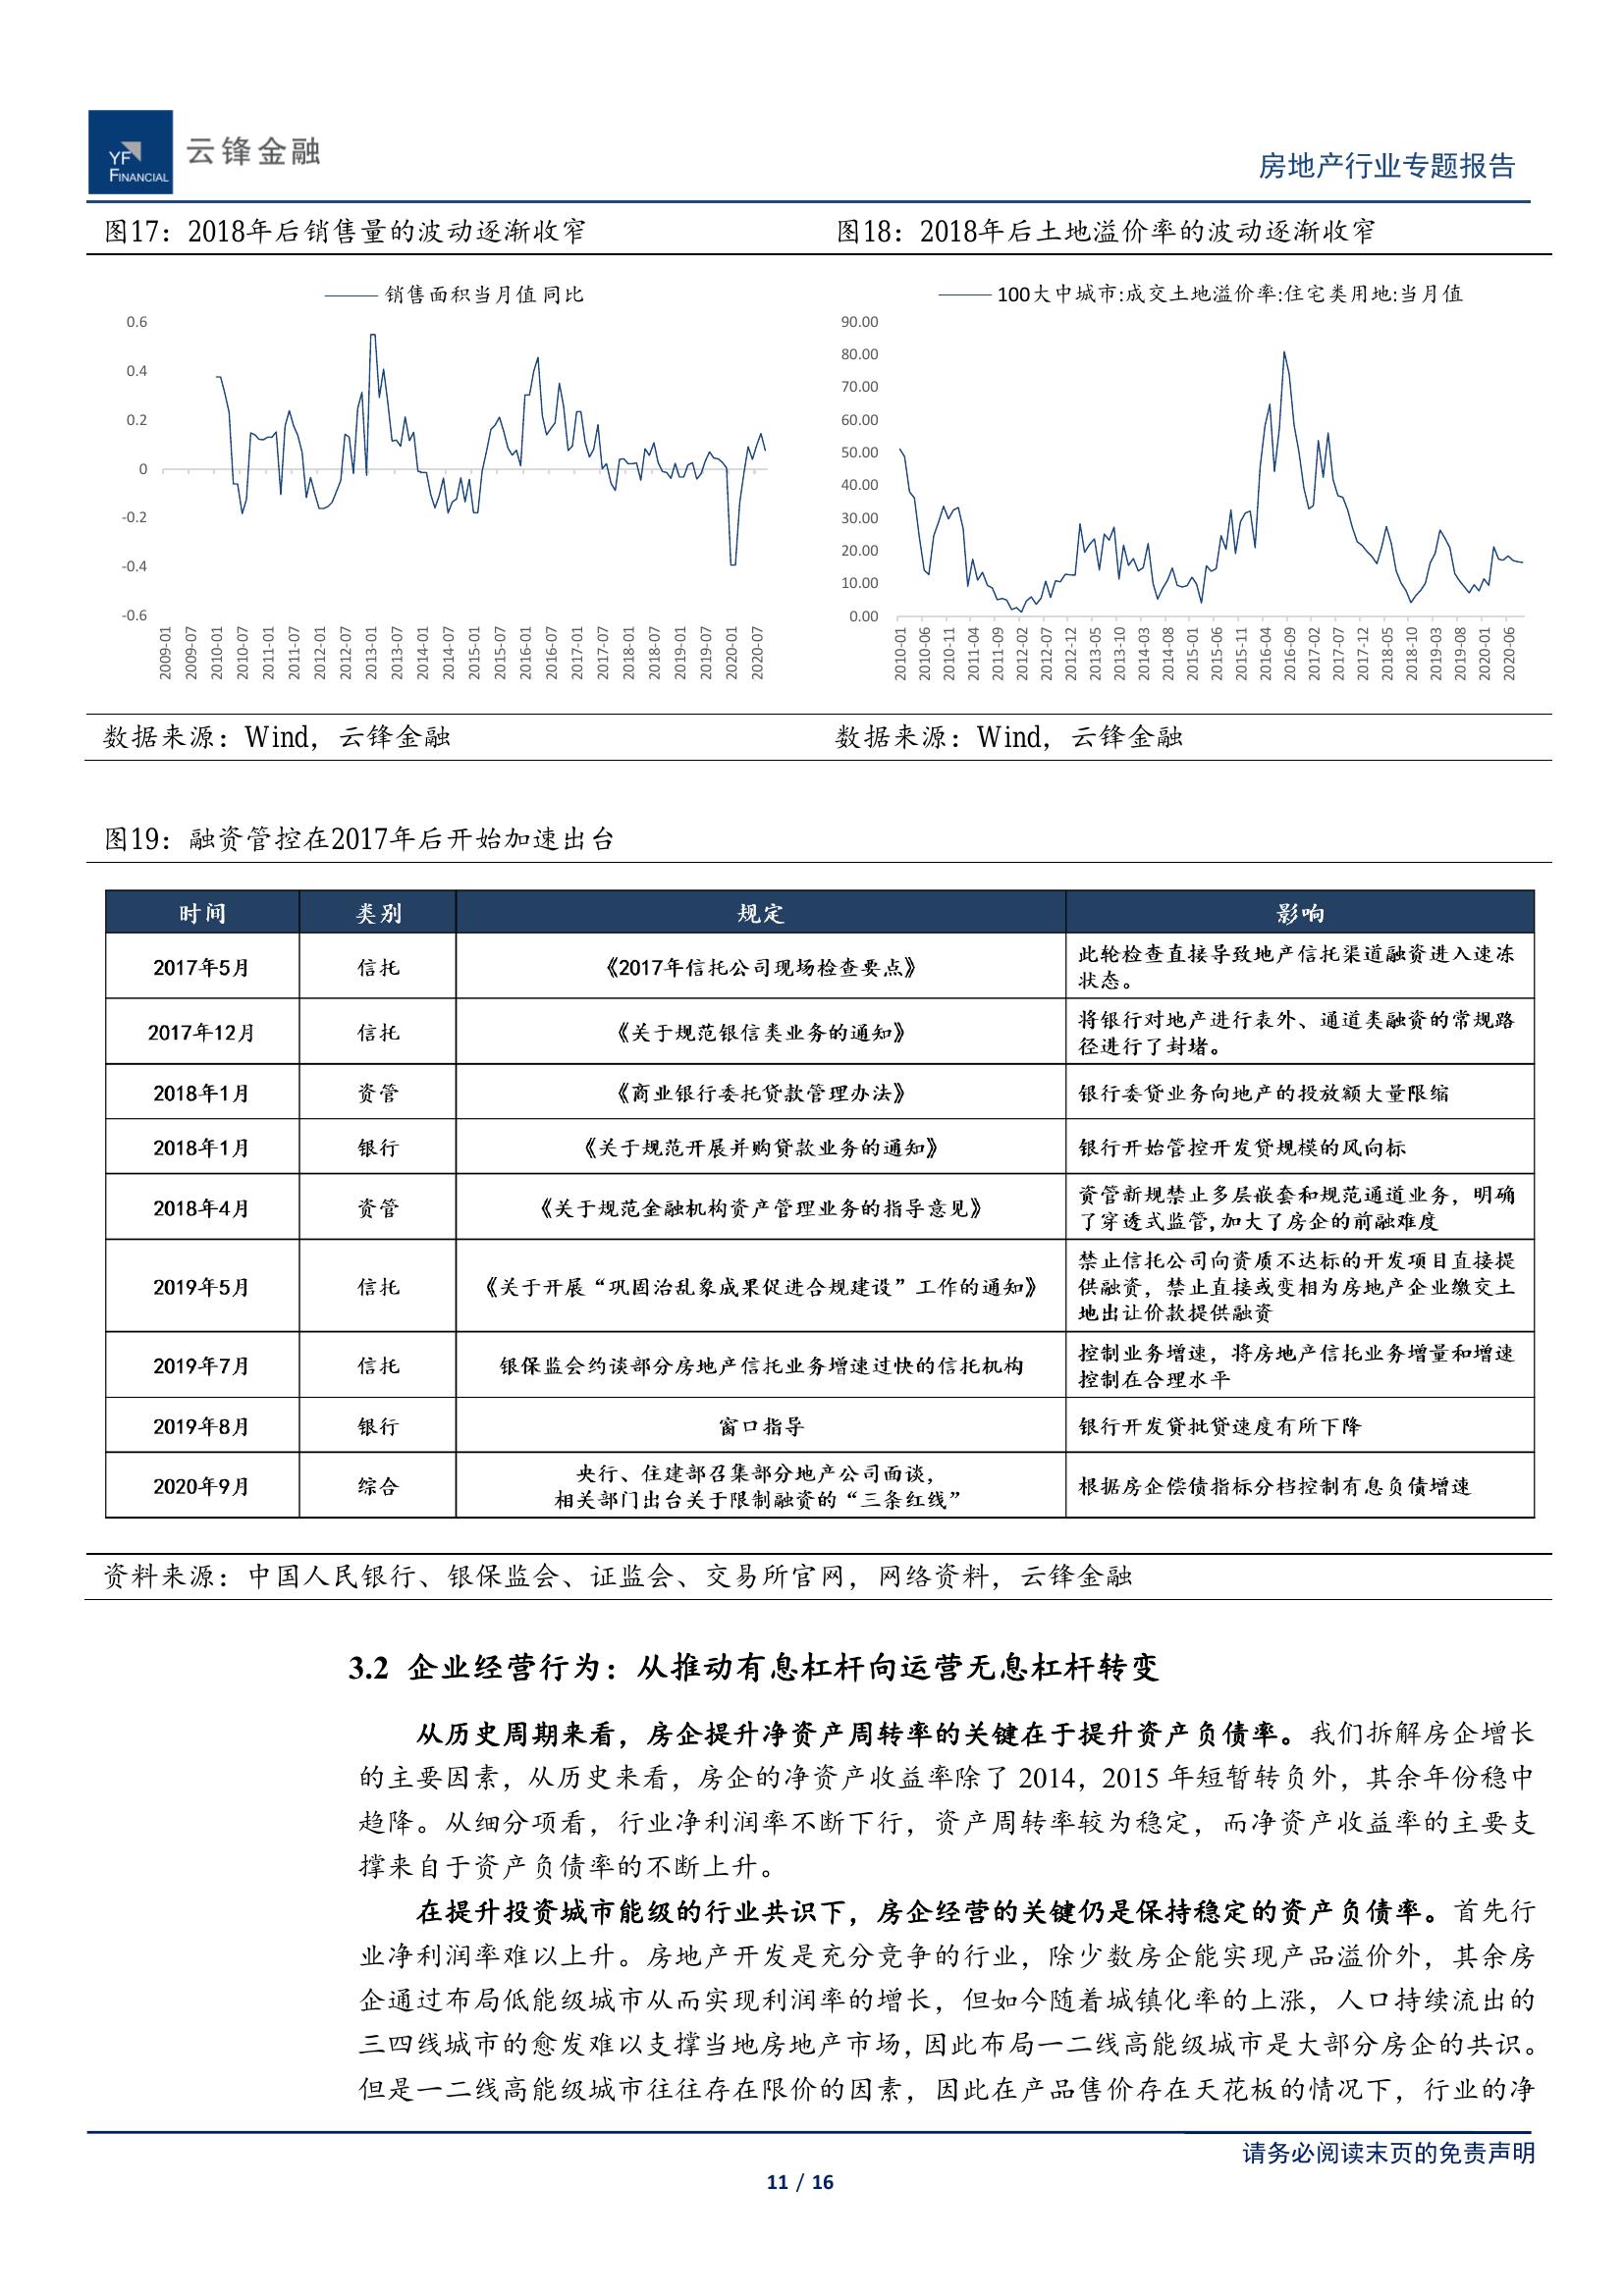 YF
FINANCIAL
云锋金融
房地产行业专题报告
图17：2018年后销售量的波动逐渐收窄
图18：2018年后土地溢价率的波动逐渐收窄
销售面积当月值 同比
0.6
0.4
0.2
0
-0.2
-0.4
-0.6
2009-01
2009-07
2010-01
2010-07
2011-01
2011-07
2012-01
2012-07
2013-01
2013-07
2014-01
2014-07
2015-01
2015-07
2016-01
2016-07
2017-01
2017-07
2018-01
2018-07
2019-01
2019-07
2020-01
2020-07
100大中城市:成交土地溢价率:住宅类用地:当月值
90.00
80.00
70.00
60.00
50.00
40.00
30.00
20.00
10.00
0.00
2010-01
2010-06
2010-11
2011-04
2011-09
2012-02
2012-07
2012-12
2013-05
2013-10
2014-03
2014-08
2015-01
2015-06
2015-11
2016-04
2016-09
2017-02
2017-07
2017-12
2018-05
2018-10
2019-03
2019-08
2020-01
2020-06
数据来源：Wind，云锋金融
数据来源：Wind，云锋金融
图19：融资管控在2017年后开始加速出台
时间 类别 规定 影响
2017年5月 信托 《2017年信托公司现场检查要点》 此轮检查直接导致地产信托渠道融资进入速冻
状态。
2017年12月 信托 《关于规范银信类业务的通知》 将银行对地产进行表外、通道类融资的常规路
径进行了封堵。
2018年1月 资管 《商业银行委托贷款管理办法》 银行委贷业务向地产的投放额大量限缩
2018年1月 银行 《关于规范开展并购贷款业务的通知》 银行开始管控开发贷规模的风向标
2018年4月 资管 《关于规范金融机构资产管理业务的指导意见》 资管新规禁止多层嵌套和规范通道业务，明确
了穿透式监管,加大了房企的前融难度
2019年5月 信托 《关于开展“巩固治乱象成果促进合规建设”工作的通知》 禁止信托公司向资质不达标的开发项目直接提
供融资，禁止直接或变相为房地产企业缴交土
地出让价款提供融资
2019年7月 信托 银保监会约谈部分房地产信托业务增速过快的信托机构 控制业务增速，将房地产信托业务增量和增速
控制在合理水平
2019年8月 银行 窗口指导 银行开发贷批贷速度有所下降
2020年9月 综合 央行、住建部召集部分地产公司面谈， 根据房企偿债指标分档控制有息负债增速
相关部门出台关于限制融资的“三条红线”
资料来源：中国人民银行、银保监会、证监会、交易所官网，网络资料，云锋金融
3.2 企业经营行为：从推动有息杠杆向运营无息杠杆转变
从历史周期来看，房企提升净资产周转率的关键在于提升资产负债率。我们拆解房企增长
的主要因素，从历史来看，房企的净资产收益率除了 2014，2015 年短暂转负外，其余年份稳中
趋降。从细分项看，行业净利润率不断下行，资产周转率较为稳定，而净资产收益率的主要支
撑来自于资产负债率的不断上升。
在提升投资城市能级的行业共识下，房企经营的关键仍是保持稳定的资产负债率。首先行
业净利润率难以上升。房地产开发是充分竞争的行业，除少数房企能实现产品溢价外，其余房
企通过布局低能级城市从而实现利润率的增长，但如今随着城镇化率的上涨，人口持续流出的
三四线城市的愈发难以支撑当地房地产市场，因此布局一二线高能级城市是大部分房企的共识。
但是一二线高能级城市往往存在限价的因素，因此在产品售价存在天花板的情况下，行业的净
请务必阅读末页的免责声明
11 / 16